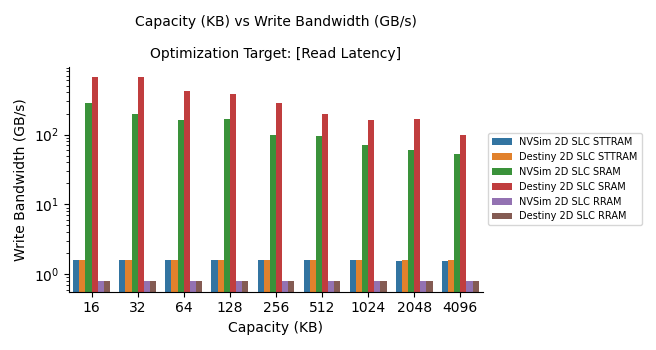 Capacity (KB) vs Write Bandwidth (GB/s)
Optimization Target: [Read Latency]
Write Bandwidth (GB/s)
10²
10¹
10⁰
16 32 64 128 256 512 1024 2048 4096
Capacity (KB)
NVSim 2D SLC STTRAM
Destiny 2D SLC STTRAM
NVSim 2D SLC SRAM
Destiny 2D SLC SRAM
NVSim 2D SLC RRAM
Destiny 2D SLC RRAM